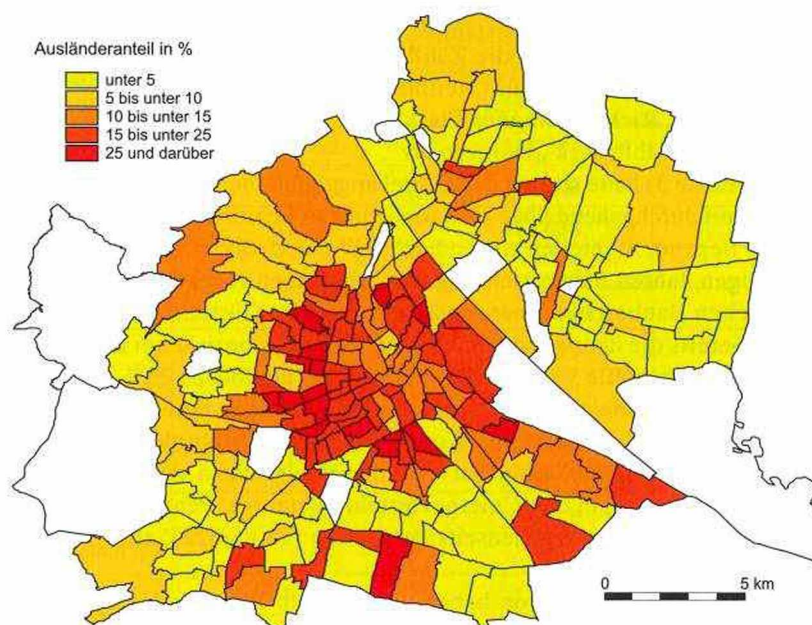 Ausländeranteil in %
unter 5
5 bis unter 10
10 bis unter 15
15 bis unter 25
25 und darüber
0 5 km